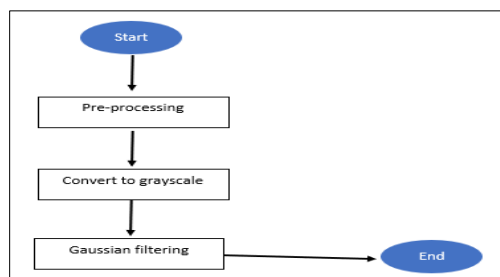 Start
Pre-processing
Convert to grayscale
Gaussian filtering
End